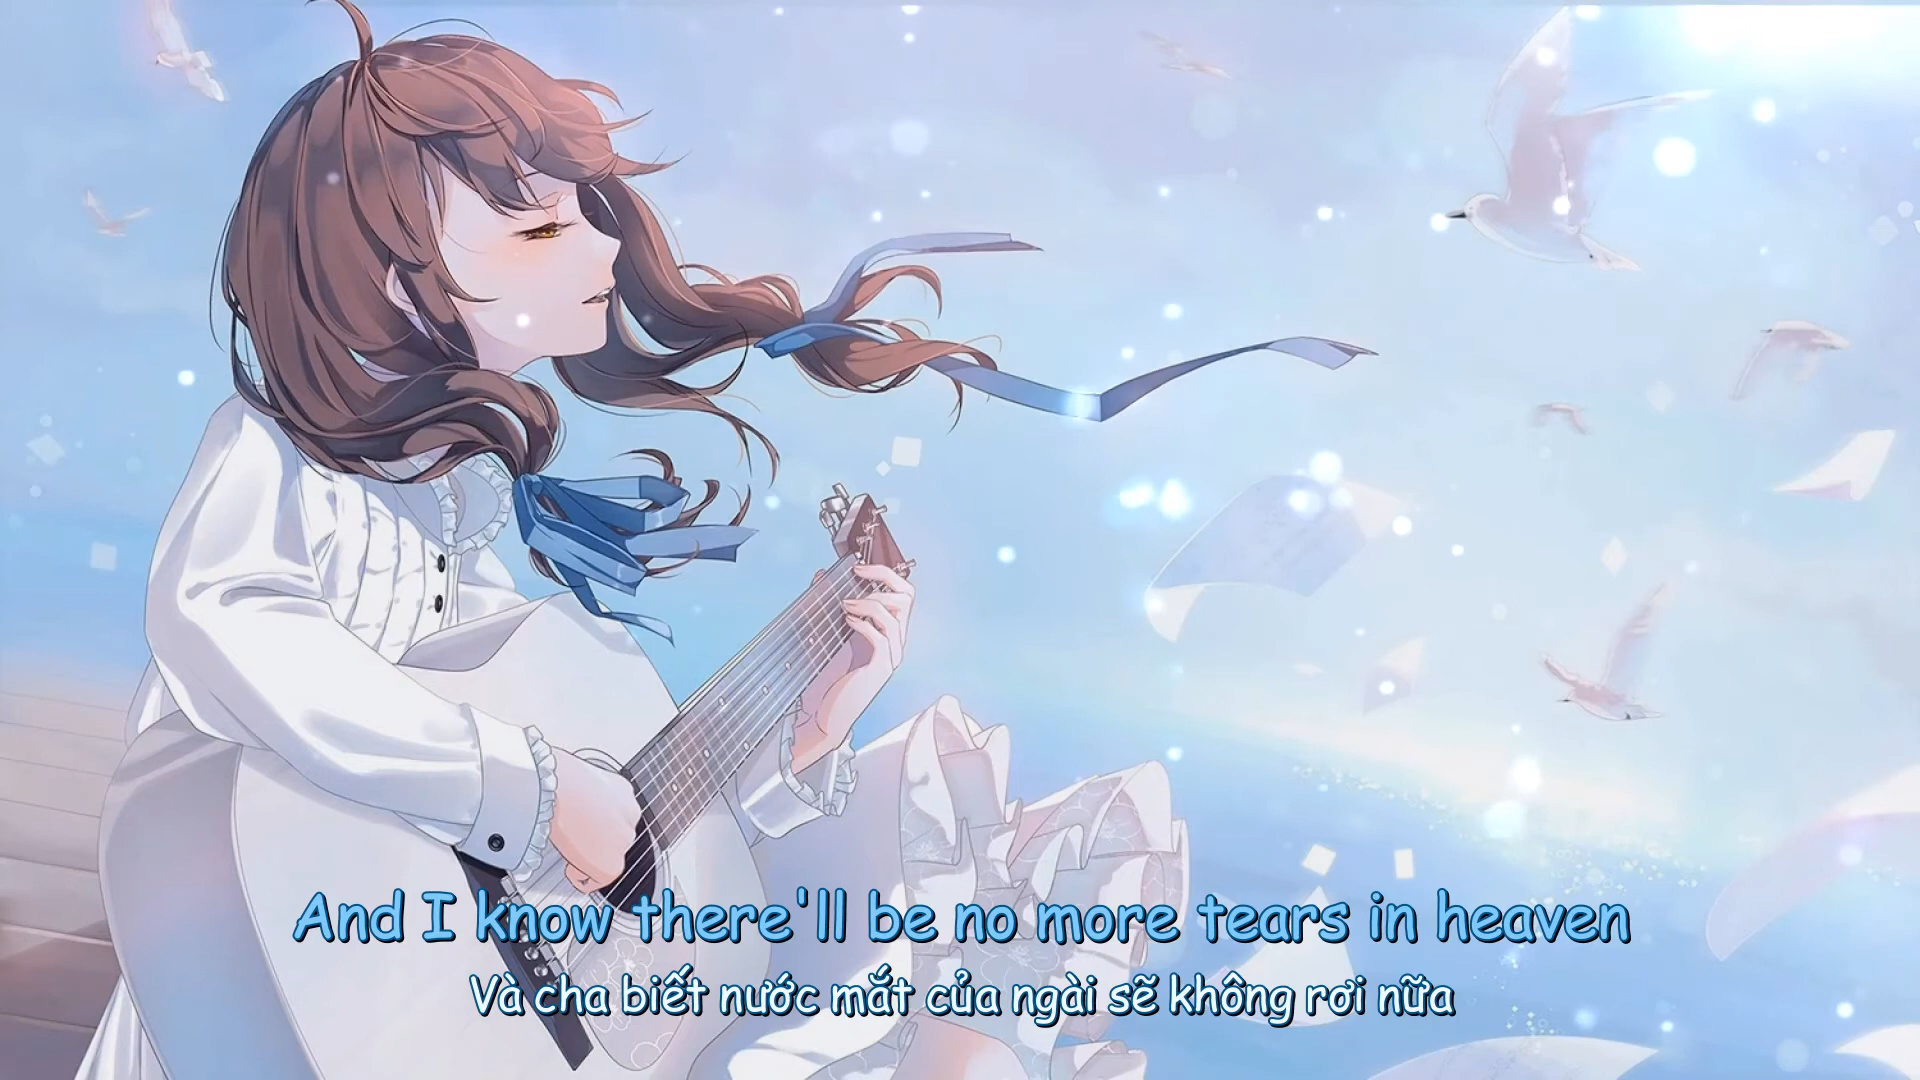 And I know there'll be no more tears in heaven
Và cha biết nước mắt của ngài sẽ không rơi nữa